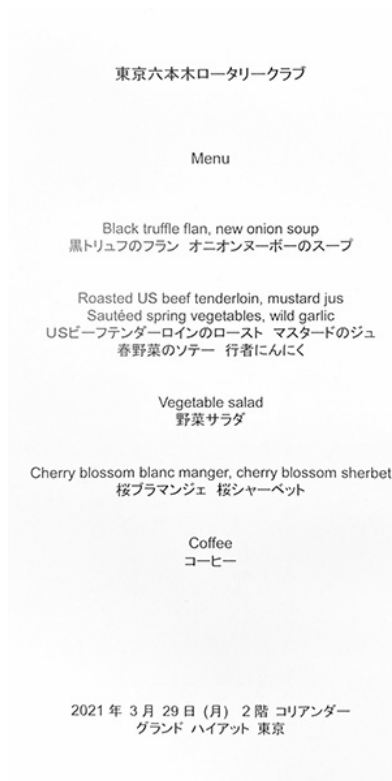 東京六本木ロータリークラブ
Menu
Black truffle flan, new onion soup
黒トリュフのフラン オニオンヌーボーのスープ
Roasted US beef tenderloin, mustard jus
Sautéed spring vegetables, wild garlic
USビーフテンダーロインのロースト マスタードのジュ
春野菜のソテー 行者にんにく
Vegetable salad
野菜サラダ
Cherry blossom blanc manger, cherry blossom sherbet
桜ブラマンジェ 桜シャーベット
Coffee
コーヒー
2021 年 3 月 29 日 (月) 2 階 コリアンダー
グランド ハイアット 東京